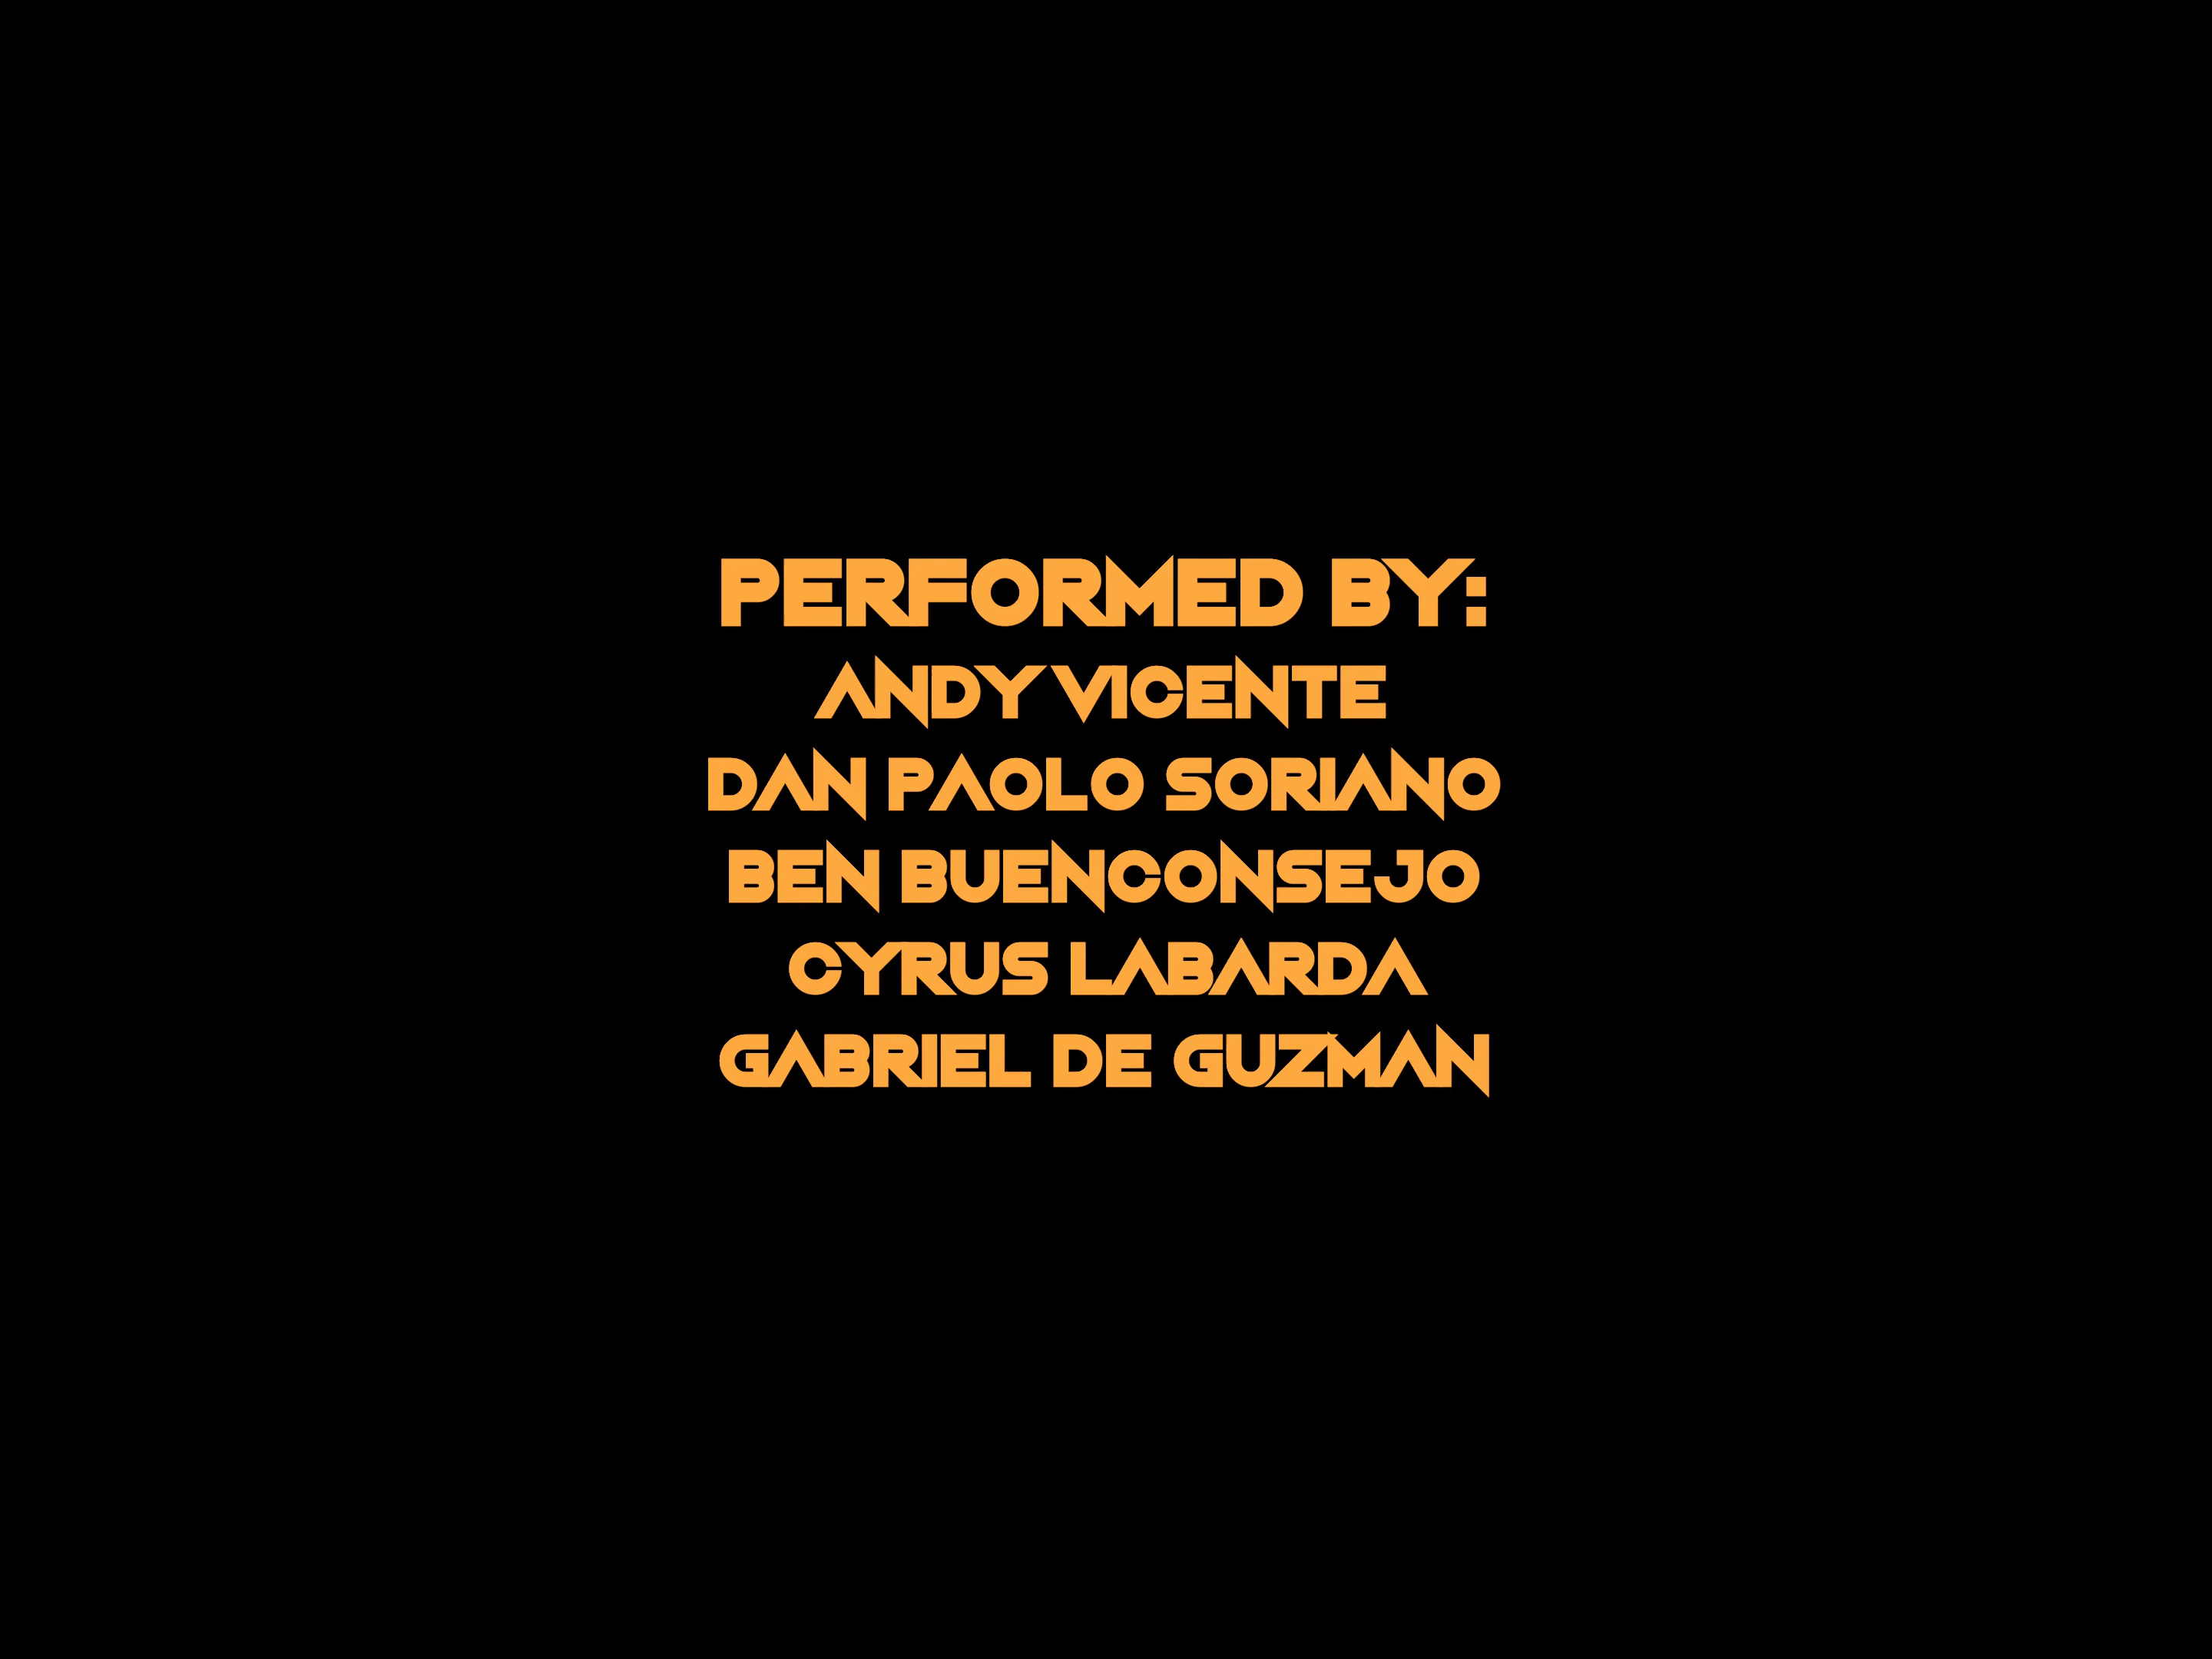 PERFORMED BY:
ANDY VICENTE
DAN PAOLO SORIANO
BEN BUENCONSEJO
CYRUS LABARDA
GABRIEL DE GUZMAN